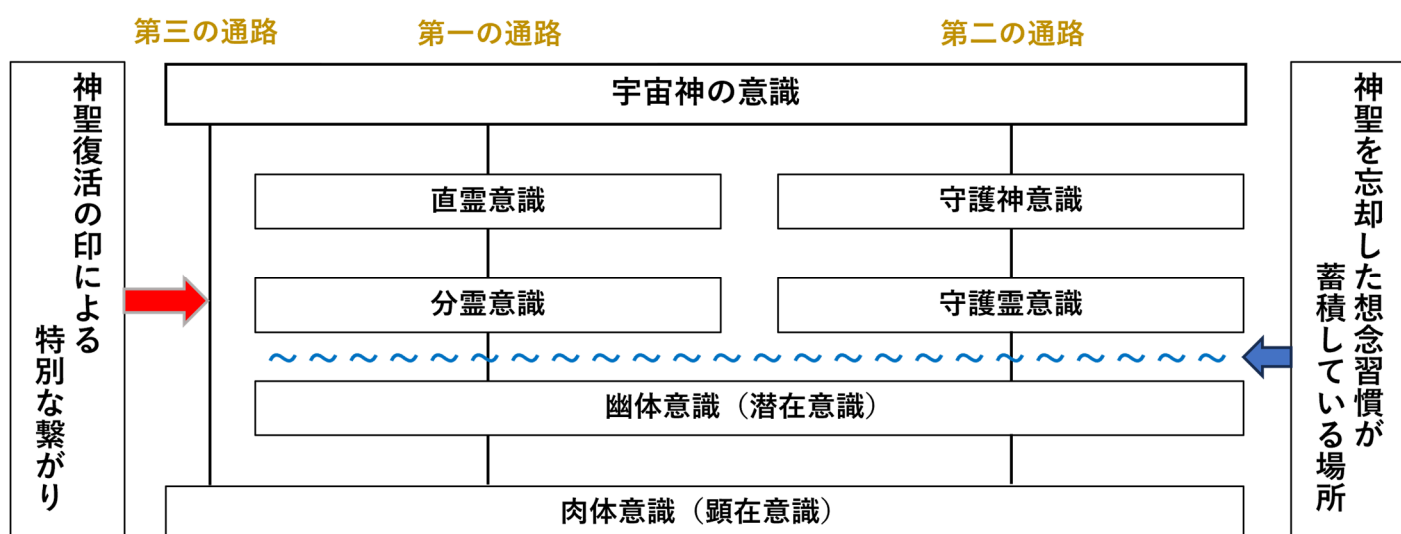 第三の通路
第一の通路
第二の通路
宇宙神の意識
直霊意識
守護神意識
分霊意識
守護霊意識
幽体意識（潜在意識）
肉体意識（顕在意識）
神聖復活の印による
特別な繋がり
神聖を忘却した想念習慣が
蓄積している場所